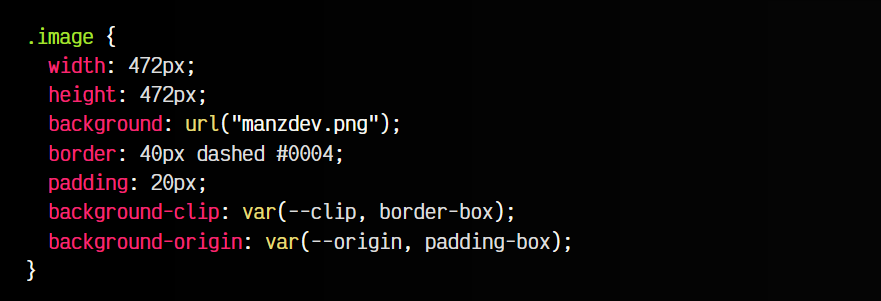 .image {
  width: 472px;
  height: 472px;
  background: url("manzdev.png");
  border: 40px dashed #0004;
  padding: 20px;
  background-clip: var(--clip, border-box);
  background-origin: var(--origin, padding-box);
}